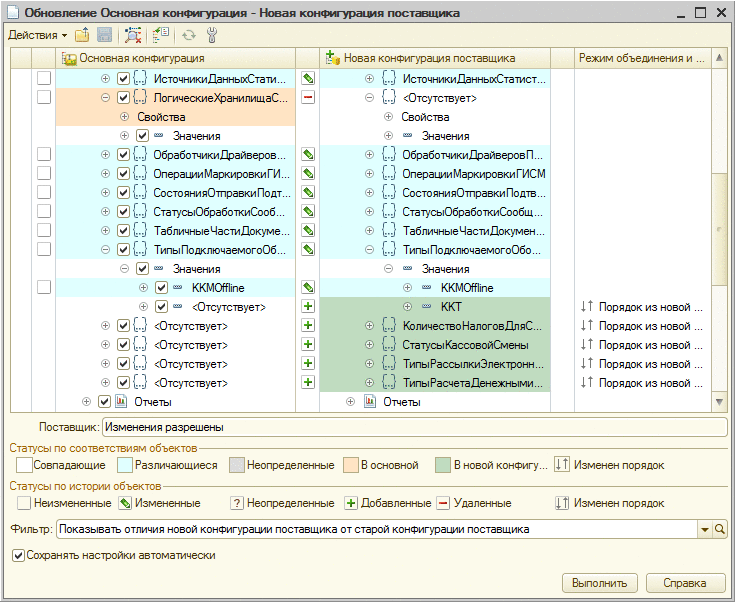 Обновление Основная конфигурация - Новая конфигурация поставщика
Действия
Основная конфигурация Новая конфигурация поставщика Режим объединения и ...
ИсточникиДанныхСтати... ИсточникиДанныхСтатист...
ЛогическиеХранилищаС... <Отсутствует>
Свойства Свойства
Значения Значения
ОбработчикиДрайверов... ОбработчикиДрайверовП...
ОперацииМаркировкиГИ... ОперацииМаркировкиГИСМ
СостоянияОтправкиПодт... СостоянияОтправкиПодтв...
СтатусыОбработкиСооб... СтатусыОбработкиСообщ...
ТабличныеЧастиДокуме... ТабличныеЧастиДокумен...
ТипыПодключаемогоОб... ТипыПодключаемогоОбо...
Значения Значения
ККМOffline ККМOffline
<Отсутствует> ККТ Порядок из новой ...
<Отсутствует> КоличествоНалоговДляС... Порядок из новой ...
<Отсутствует> СтатусыКассовойСмены Порядок из новой ...
<Отсутствует> ТипыРассылкиЭлектронн... Порядок из новой ...
<Отсутствует> ТипыРасчетаДенежными... Порядок из новой ...
Отчеты Отчеты
Поставщик: Изменения разрешены
Статусы по соответствиям объектов
Совпадающие Различающиеся Неопределенные В основной В новой конфигу... Изменен порядок
Статусы по истории объектов
Неизмененные Измененные ? Неопределенные Добавленные Удаленные Изменен порядок
Фильтр: Показывать отличия новой конфигурации поставщика от старой конфигурации поставщика
Сохранять настройки автоматически
Выполнить Справка